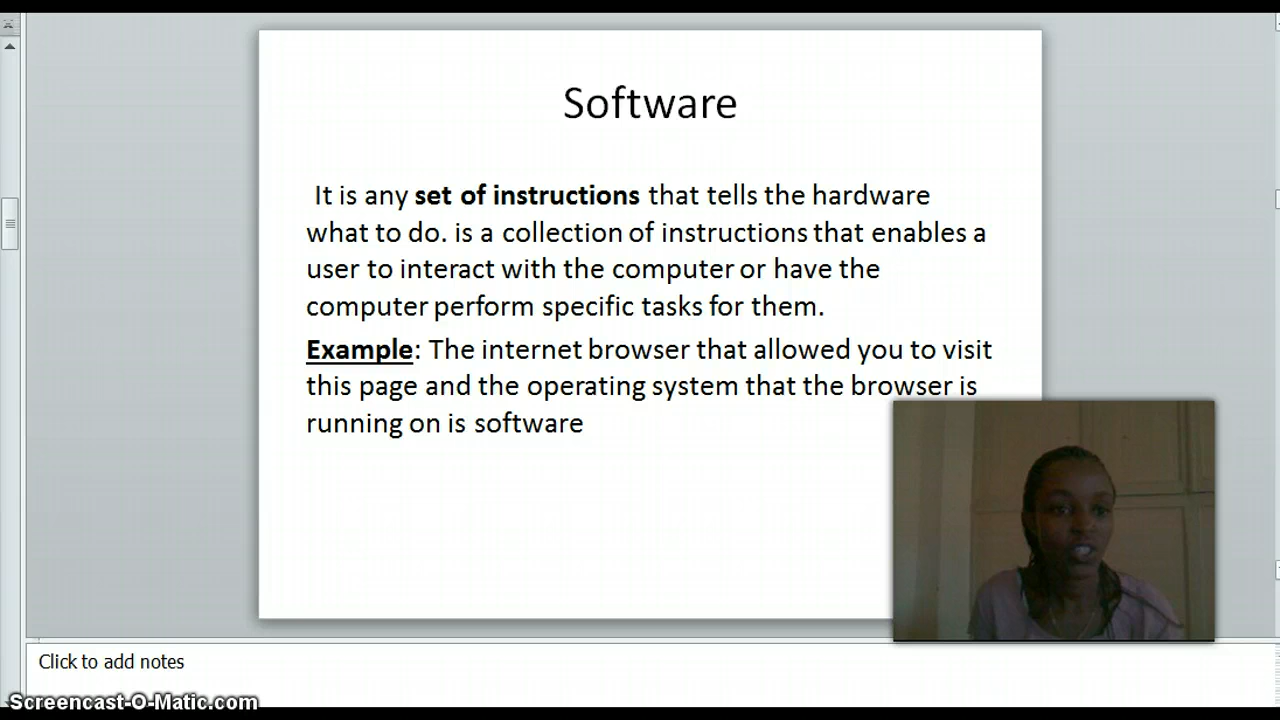 Software
It is any set of instructions that tells the hardware
what to do. is a collection of instructions that enables a
user to interact with the computer or have the
computer perform specific tasks for them.
Example: The internet browser that allowed you to visit
this page and the operating system that the browser is
running on is software
Click to add notes
Screencast-O-Matic.com